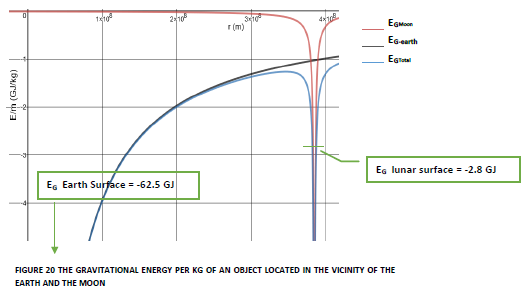 0
1×10⁸
2×10⁸
3×10⁸
4×10⁸
r (m)
E/m (GJ/kg)
-1
-2
-3
-4
EGMoon
EG-earth
EGTotal
EG lunar surface = -2.8 GJ
EG Earth Surface = -62.5 GJ
FIGURE 20 THE GRAVITATIONAL ENERGY PER KG OF AN OBJECT LOCATED IN THE VICINITY OF THE
EARTH AND THE MOON